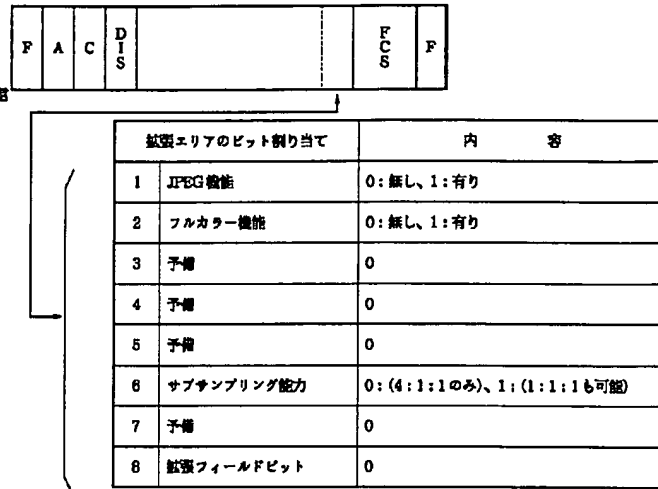 F A C DIS FCS F
拡張エリアのビット割り当て 内 容
1 JPEG機能 0:無し、1:有り
2 フルカラー機能 0:無し、1:有り
3 予備 0
4 予備 0
5 予備 0
6 サブサンプリング能力 0:(4:1:1のみ)、1:(1:1:1も可能)
7 予備 0
8 拡張フィールドビット 0